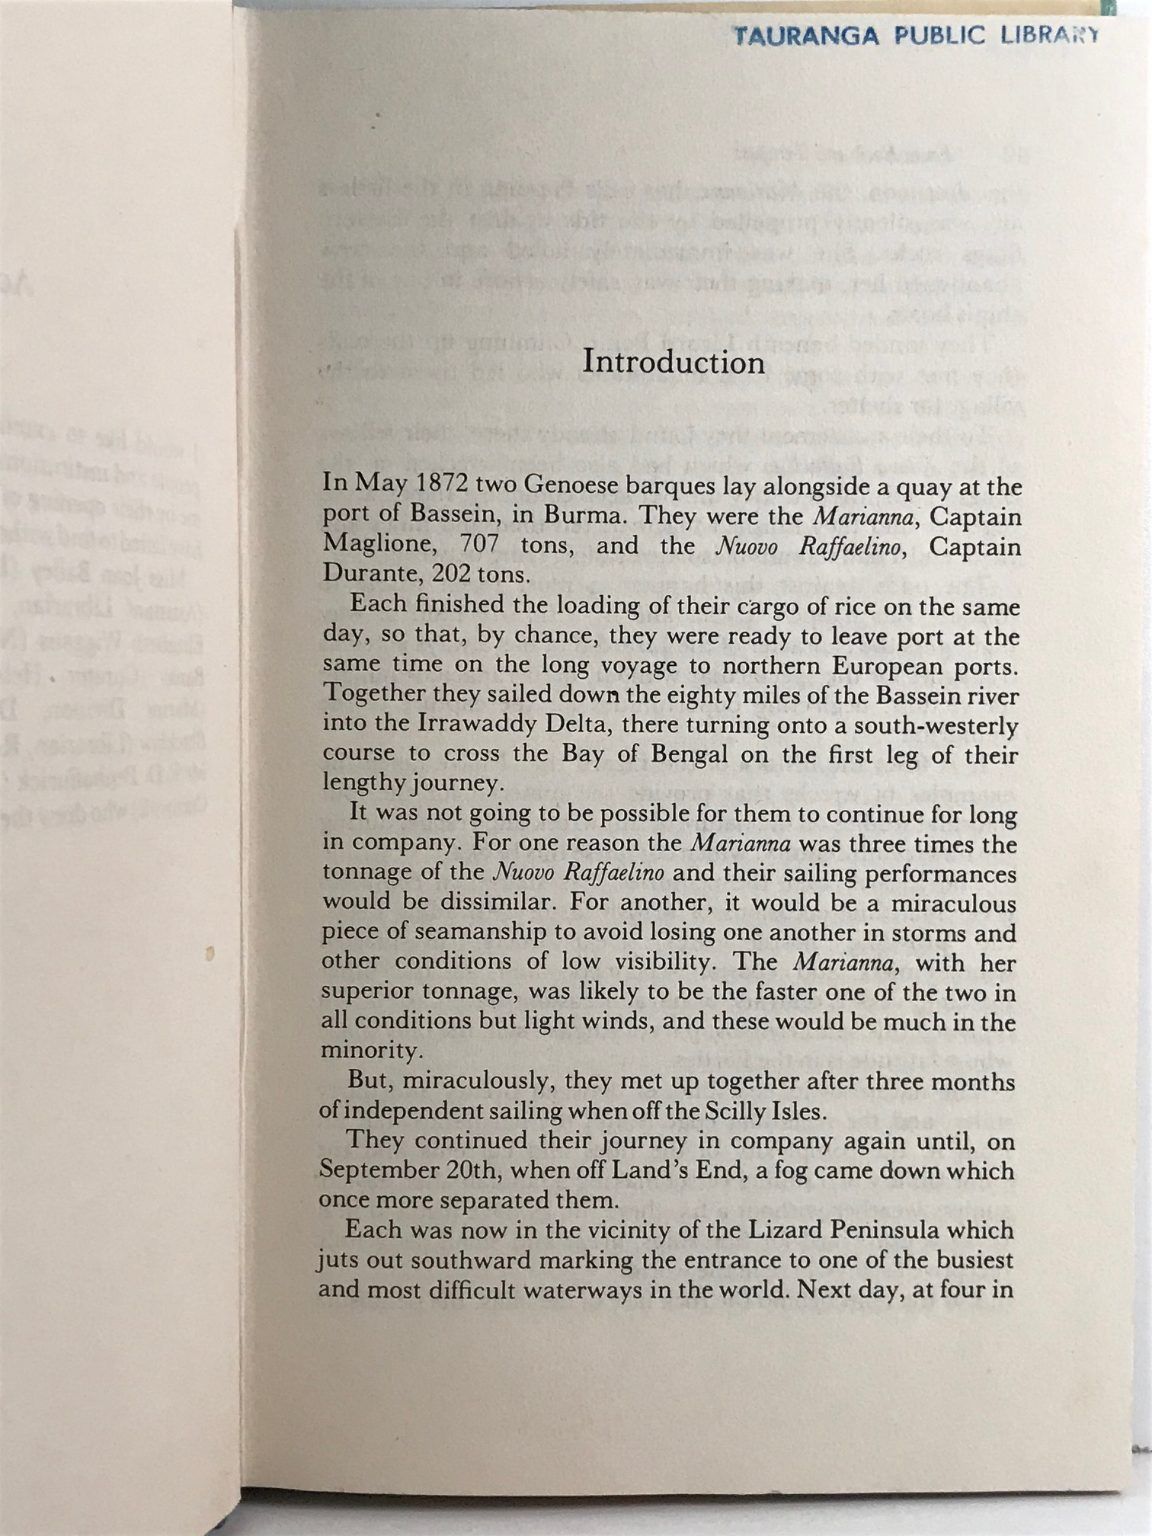 TAURANGA PUBLIC LIBRARY
Introduction
In May 1872 two Genoese barques lay alongside a quay at the
port of Bassein, in Burma. They were the Marianna, Captain
Maglione, 707 tons, and the Nuovo Raffaelino, Captain
Durante, 202 tons.
Each finished the loading of their cargo of rice on the same
day, so that, by chance, they were ready to leave port at the
same time on the long voyage to northern European ports.
Together they sailed down the eighty miles of the Bassein river
into the Irrawaddy Delta, there turning onto a south-westerly
course to cross the Bay of Bengal on the first leg of their
lengthy journey.
It was not going to be possible for them to continue for long
in company. For one reason the Marianna was three times the
tonnage of the Nuovo Raffaelino and their sailing performances
would be dissimilar. For another, it would be a miraculous
piece of seamanship to avoid losing one another in storms and
other conditions of low visibility. The Marianna, with her
superior tonnage, was likely to be the faster one of the two in
all conditions but light winds, and these would be much in the
minority.
But, miraculously, they met up together after three months
of independent sailing when off the Scilly Isles.
They continued their journey in company again until, on
September 20th, when off Land's End, a fog came down which
once more separated them.
Each was now in the vicinity of the Lizard Peninsula which
juts out southward marking the entrance to one of the busiest
and most difficult waterways in the world. Next day, at four in